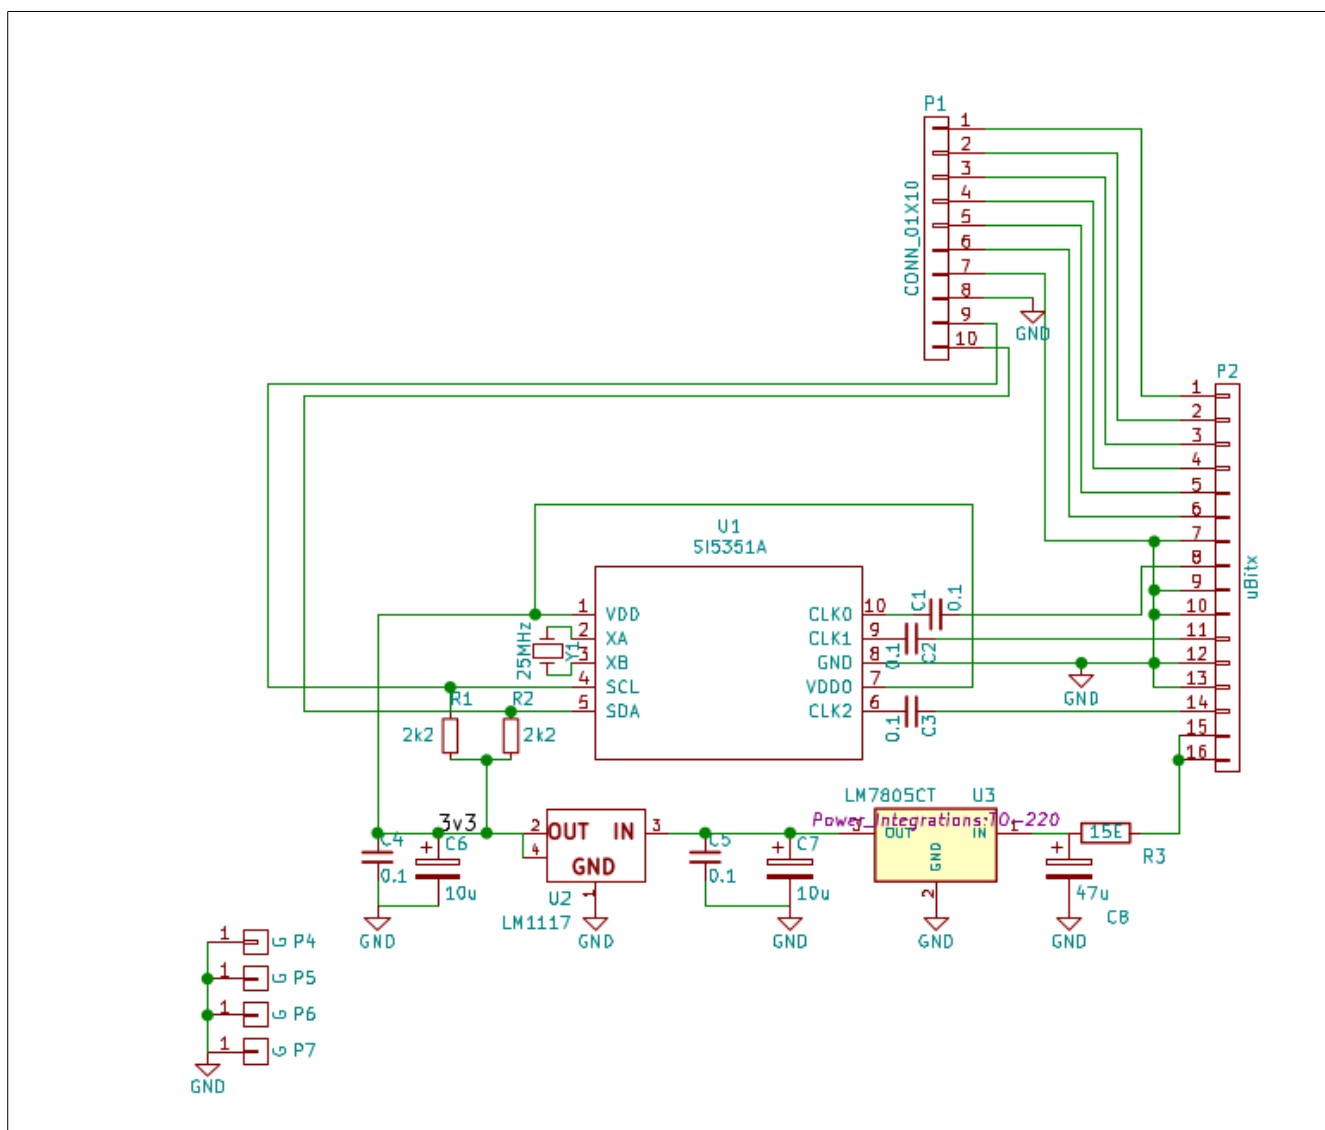 P1
CONN_01X10
1
2
3
4
5
6
7
8
9
10
GND
P2
uBitx
1
2
3
4
5
6
7
8
9
10
11
12
13
14
15
16
U1
SI5351A
1 VDD
2 XA
3 XB
4 SCL
5 SDA
CLK0 10
CLK1 9
GND 8
VDD0 7
CLK2 6
25MHz Y1
C1 0.1
0.1 C2
0.1 C3
GND
R1 R2
2k2 2k2
3v3
C4
0.1
GND
+ C6
10u
2 OUT IN 3
4
GND
1
U2
LM1117
GND
C5
0.1
+ C7
10u
GND
LM7805CT U3
Power_Integrations:TO-220
3 OUT IN 1
GND
2
GND
15E
R3
+
47u
C8
GND
1 G P4
1 G P5
1 G P6
1 G P7
GND